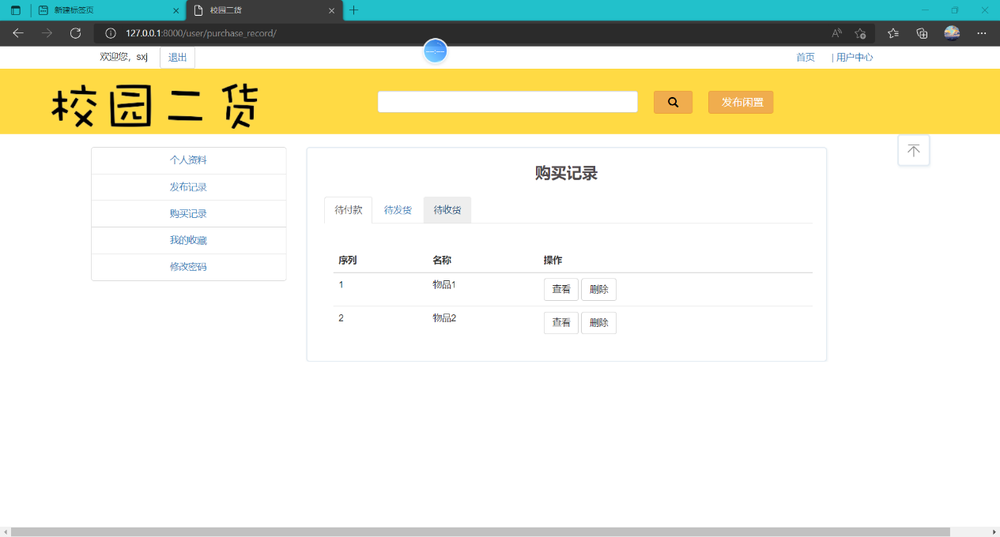 新建标签页
校园二货
127.0.0.1:8000/user/purchase_record/
欢迎您，sxj 退出 首页 | 用户中心
校园二货 发布闲置
个人资料
发布记录
购买记录
我的收藏
修改密码
购买记录
待付款 待发货 待收货
序列 名称 操作
1 物品1 查看 删除
2 物品2 查看 删除